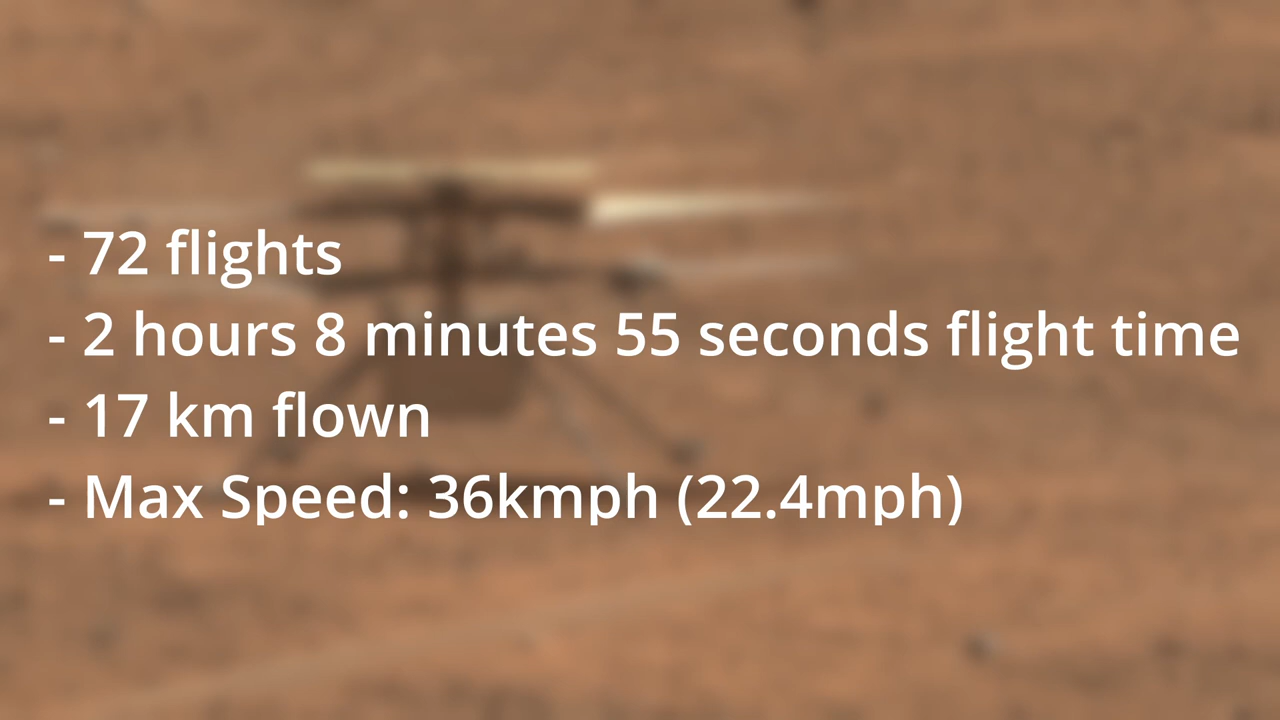 - 72 flights
- 2 hours 8 minutes 55 seconds flight time
- 17 km flown
- Max Speed: 36kmph (22.4mph)